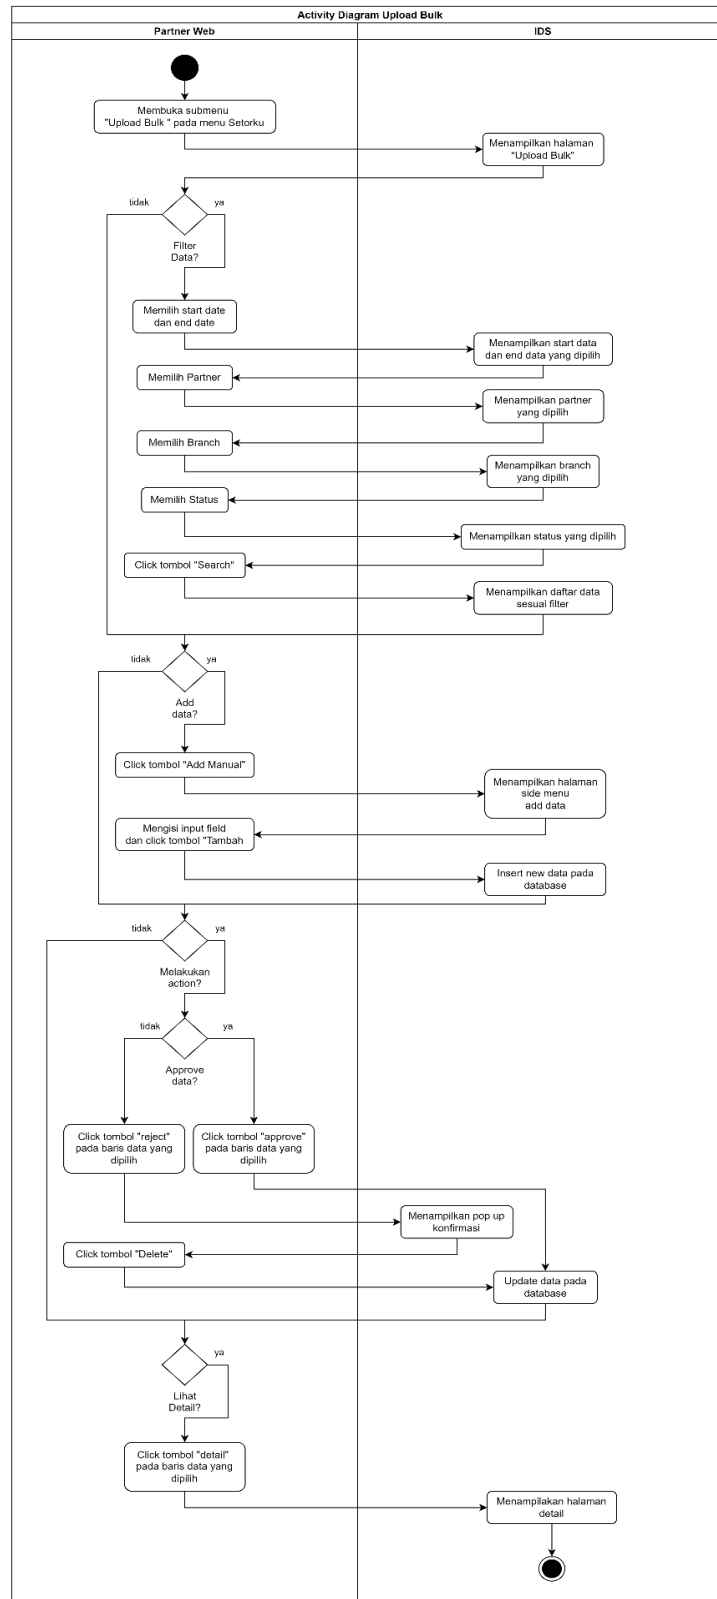 Activity Diagram Upload Bulk
Partner Web
IDS
Membuka submenu
"Upload Bulk " pada menu Setorku
Menampilkan halaman
"Upload Bulk"
tidak
ya
Filter
Data?
Memilih start date
dan end date
Menampilkan start data
dan end data yang dipilih
Memilih Partner
Menampilkan partner
yang dipilih
Memilih Branch
Menampilkan branch
yang dipilih
Memilih Status
Menampilkan status yang dipilih
Click tombol "Search"
Menampilkan daftar data
sesuai filter
tidak
ya
Add
data?
Click tombol "Add Manual"
Menampilkan halaman
side menu
add data
Mengisi input field
dan click tombol "Tambah
Insert new data pada
database
tidak
ya
Melakukan
action?
tidak
ya
Approve
data?
Click tombol "reject"
pada baris data yang
dipilih
Click tombol "approve"
pada baris data yang
dipilih
Menampilkan pop up
konfirmasi
Click tombol "Delete"
Update data pada
database
ya
Lihat
Detail?
Click tombol "detail"
pada baris data yang
dipilih
Menampilakan halaman
detail